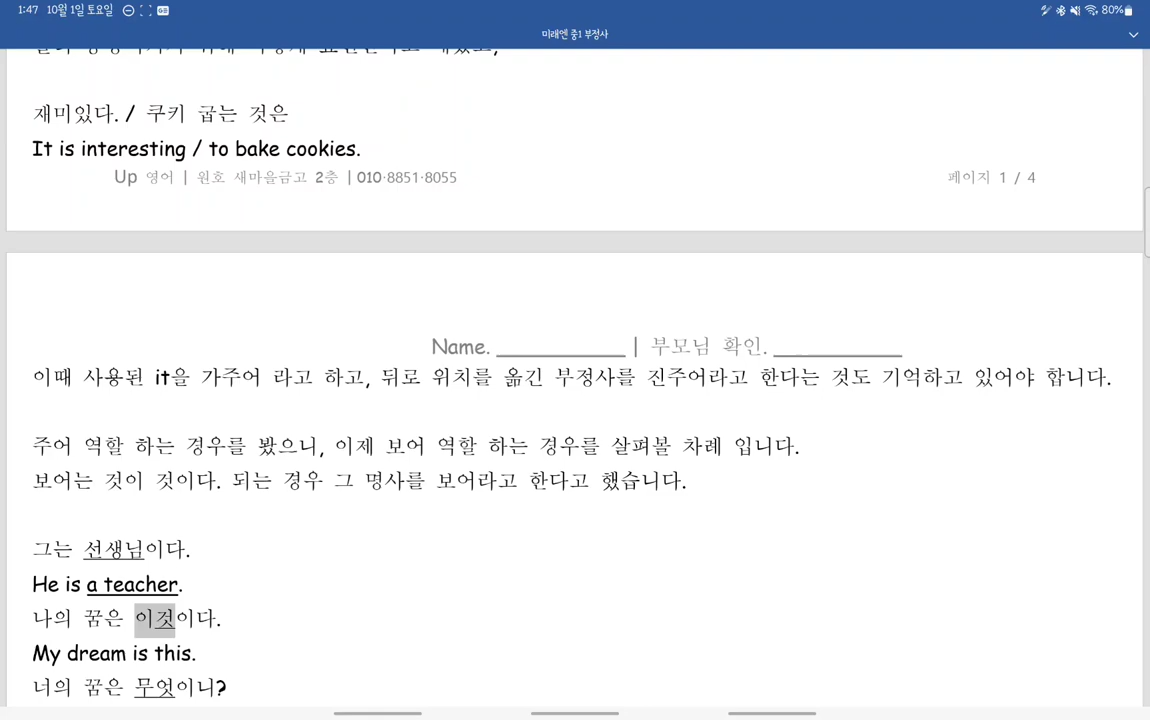 1:47 10월 1일 토요일
80%
미래엔 중1 부정사
재미있다. / 쿠키 굽는 것은
It is interesting / to bake cookies.
Up 영어 | 원호 새마을금고 2층 | 010·8851·8055
페이지 1 / 4
Name. ____________ | 부모님 확인. ____________
이때 사용된 it을 가주어 라고 하고, 뒤로 위치를 옮긴 부정사를 진주어라고 한다는 것도 기억하고 있어야 합니다.
주어 역할 하는 경우를 봤으니, 이제 보어 역할 하는 경우를 살펴볼 차례 입니다.
보어는 것이 것이다. 되는 경우 그 명사를 보어라고 한다고 했습니다.
그는 선생님이다.
He is a teacher.
나의 꿈은 이것이다.
My dream is this.
너의 꿈은 무엇이니?